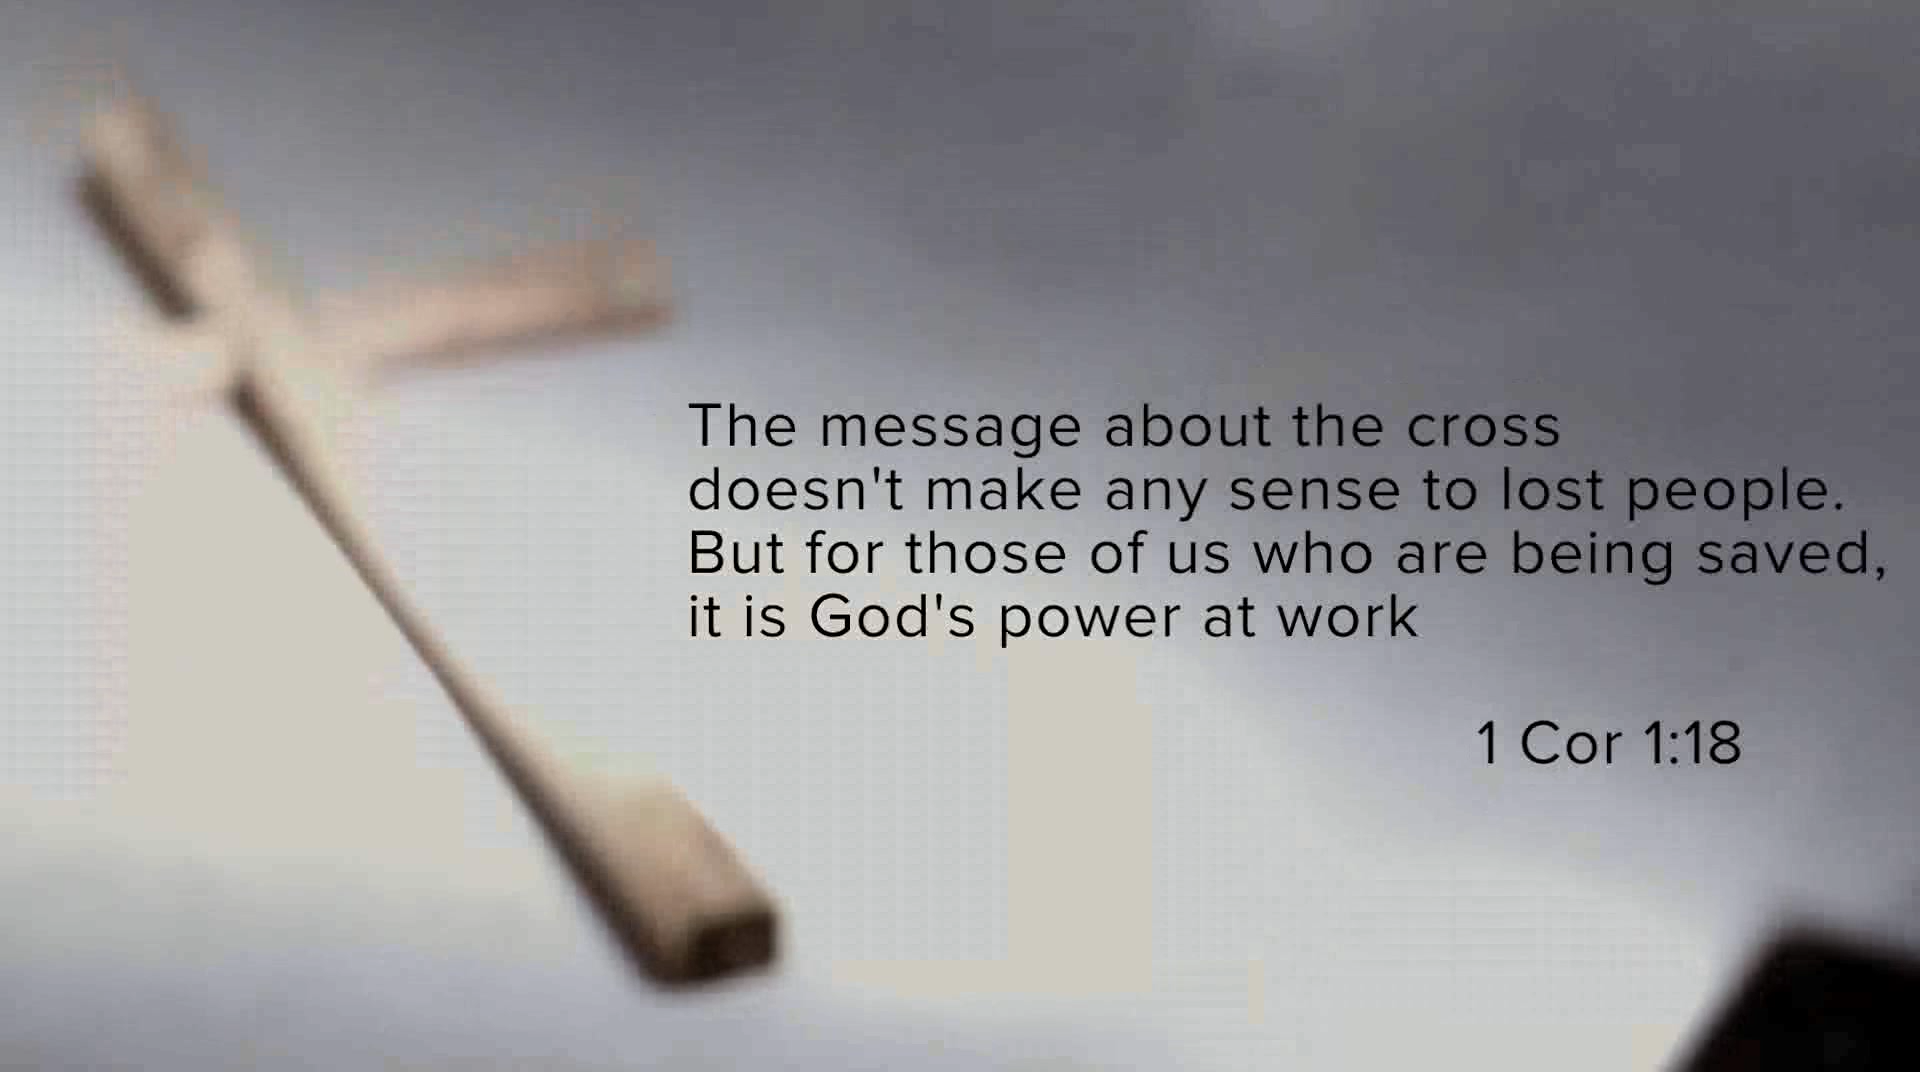 The message about the cross
doesn't make any sense to lost people.
But for those of us who are being saved,
it is God's power at work
1 Cor 1:18